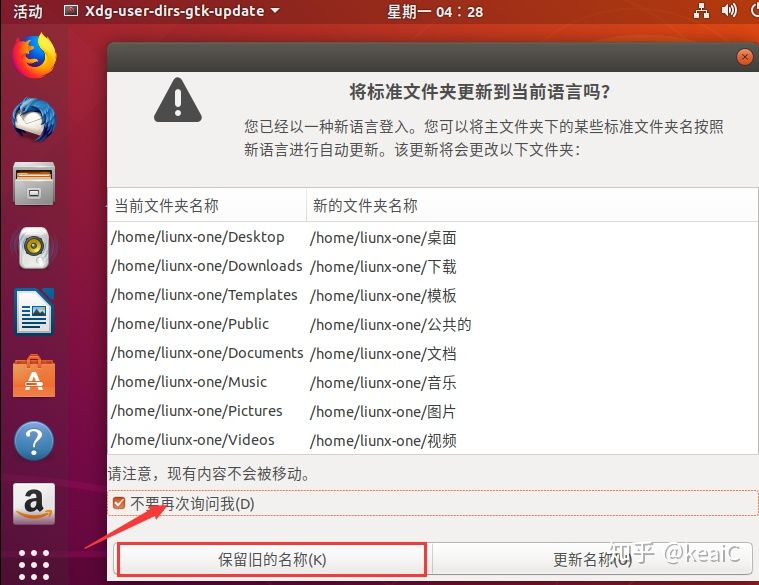 活动 Xdg-user-dirs-gtk-update 星期一 04：28
将标准文件夹更新到当前语言吗？
您已经以一种新语言登入。您可以将主文件夹下的某些标准文件夹名按照
新语言进行自动更新。该更新将会更改以下文件夹：
当前文件夹名称 新的文件夹名称
/home/liunx-one/Desktop /home/liunx-one/桌面
/home/liunx-one/Downloads /home/liunx-one/下载
/home/liunx-one/Templates /home/liunx-one/模板
/home/liunx-one/Public /home/liunx-one/公共的
/home/liunx-one/Documents /home/liunx-one/文档
/home/liunx-one/Music /home/liunx-one/音乐
/home/liunx-one/Pictures /home/liunx-one/图片
/home/liunx-one/Videos /home/liunx-one/视频
请注意，现有内容不会被移动。
不要再次询问我(D)
保留旧的名称(K) 更新名称(U)
知乎 @keaiC